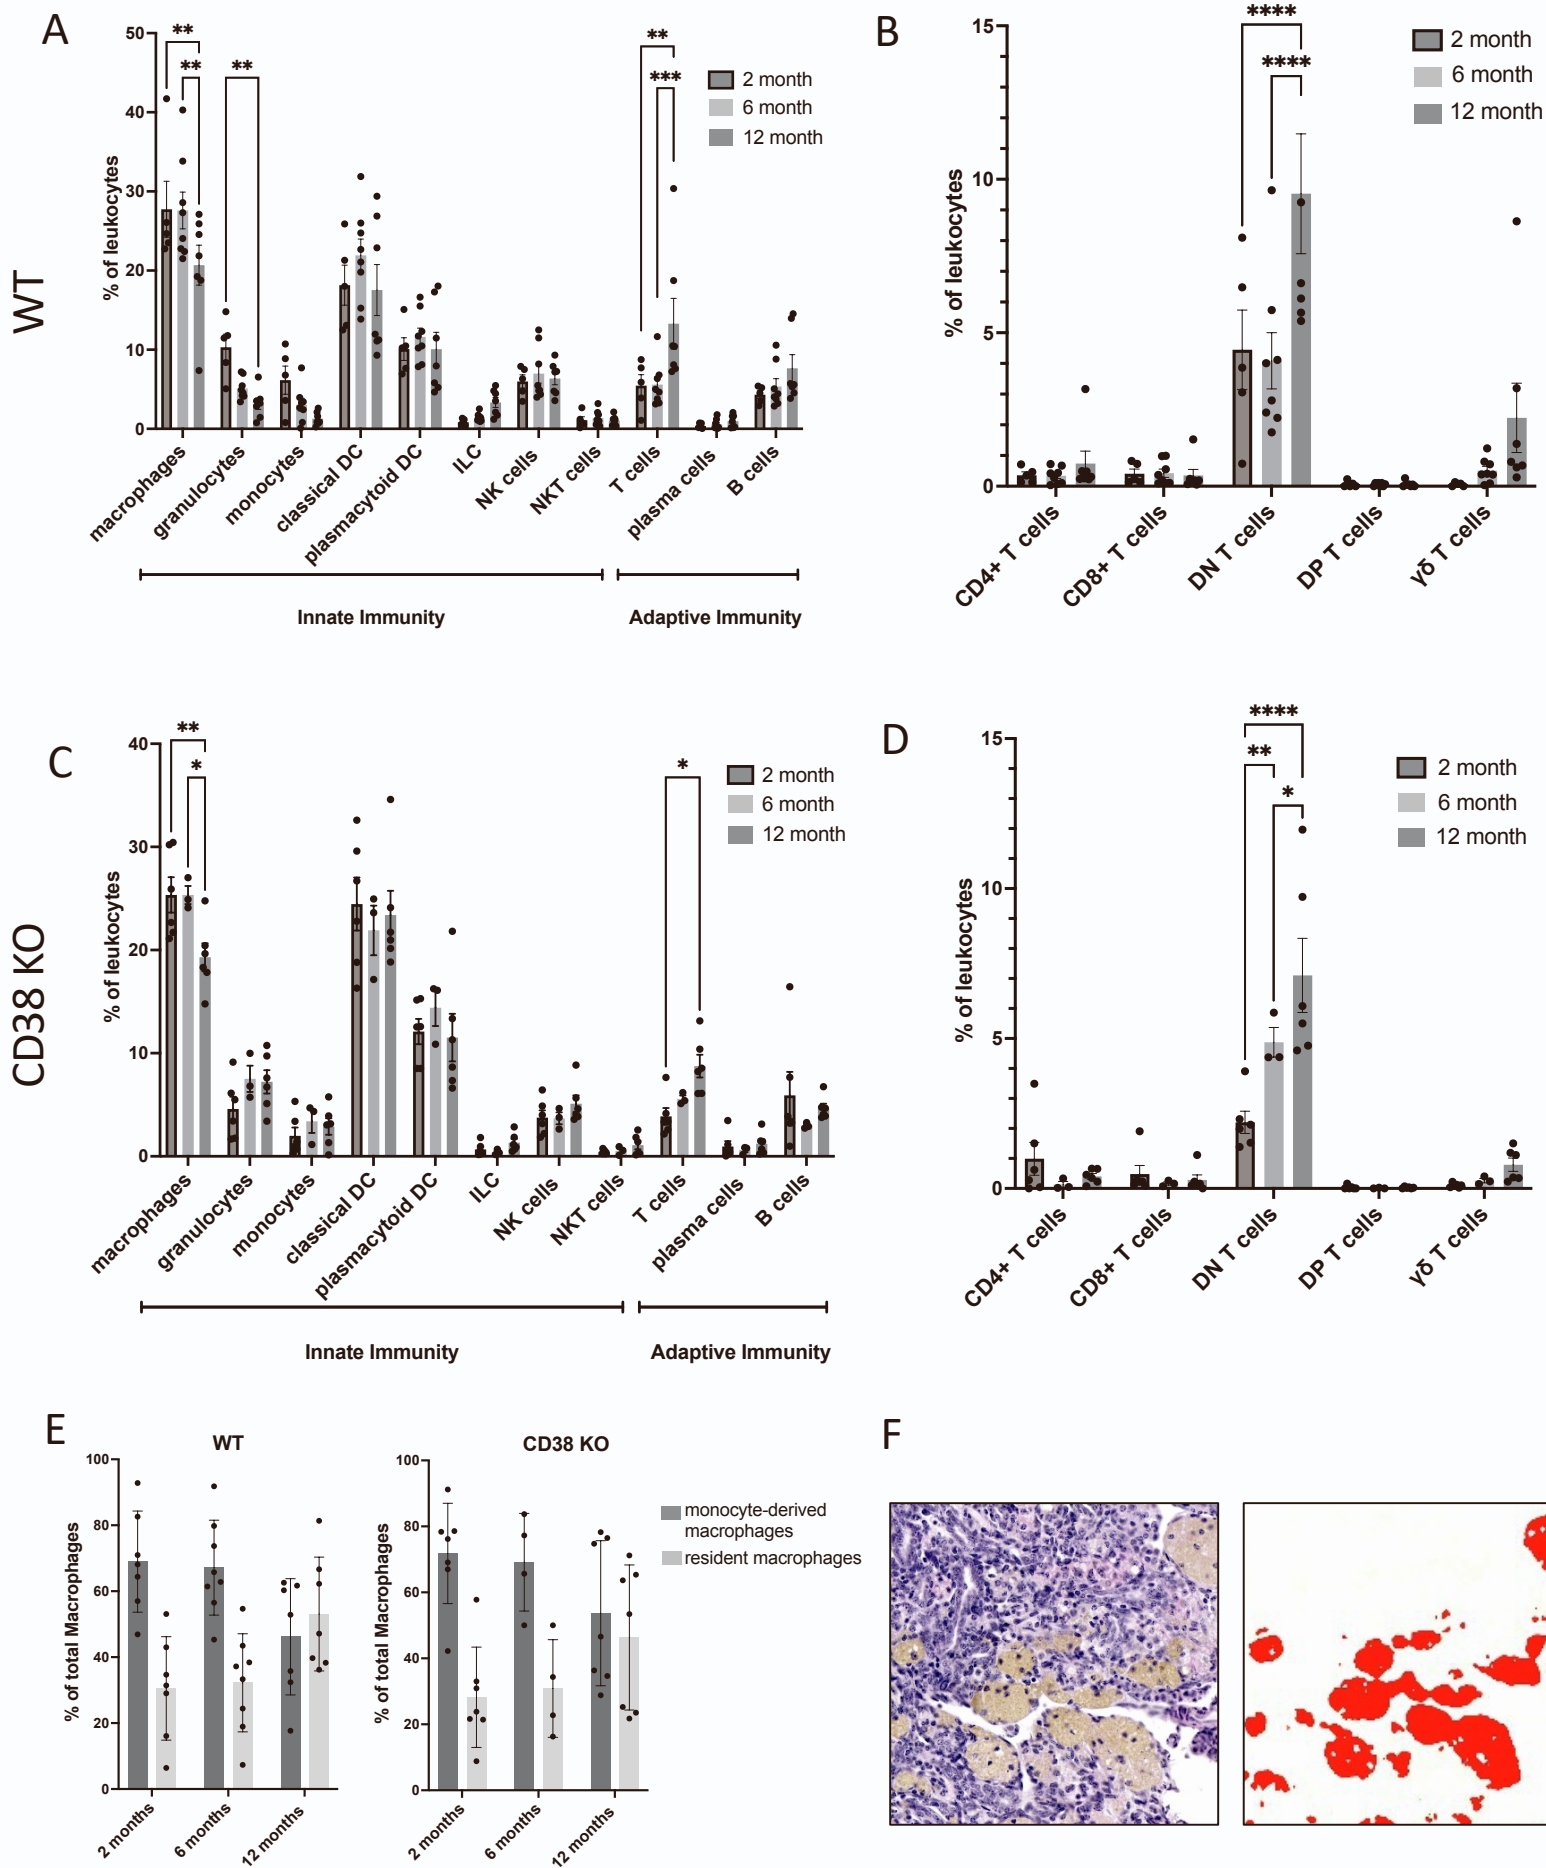 A
WT
% of leukocytes
50
40
30
20
10
0
**
**
**
**
***
2 month
6 month
12 month
macrophages
granulocytes
monocytes
classical DC
plasmacytoid DC
ILC
NK cells
NKT cells
T cells
plasma cells
B cells
Innate Immunity
Adaptive Immunity
B
% of leukocytes
15
10
5
0
****
****
2 month
6 month
12 month
CD4+ T cells
CD8+ T cells
DN T cells
DP T cells
γδ T cells
C
CD38 KO
% of leukocytes
40
30
20
10
0
**
*
*
2 month
6 month
12 month
macrophages
granulocytes
monocytes
classical DC
plasmacytoid DC
ILC
NK cells
NKT cells
T cells
plasma cells
B cells
Innate Immunity
Adaptive Immunity
D
% of leukocytes
15
10
5
0
****
**
*
2 month
6 month
12 month
CD4+ T cells
CD8+ T cells
DN T cells
DP T cells
γδ T cells
E
WT
% of total Macrophages
100
80
60
40
20
0
2 months
6 months
12 months
CD38 KO
% of total Macrophages
100
80
60
40
20
0
2 months
6 months
12 months
monocyte-derived
macrophages
resident macrophages
F